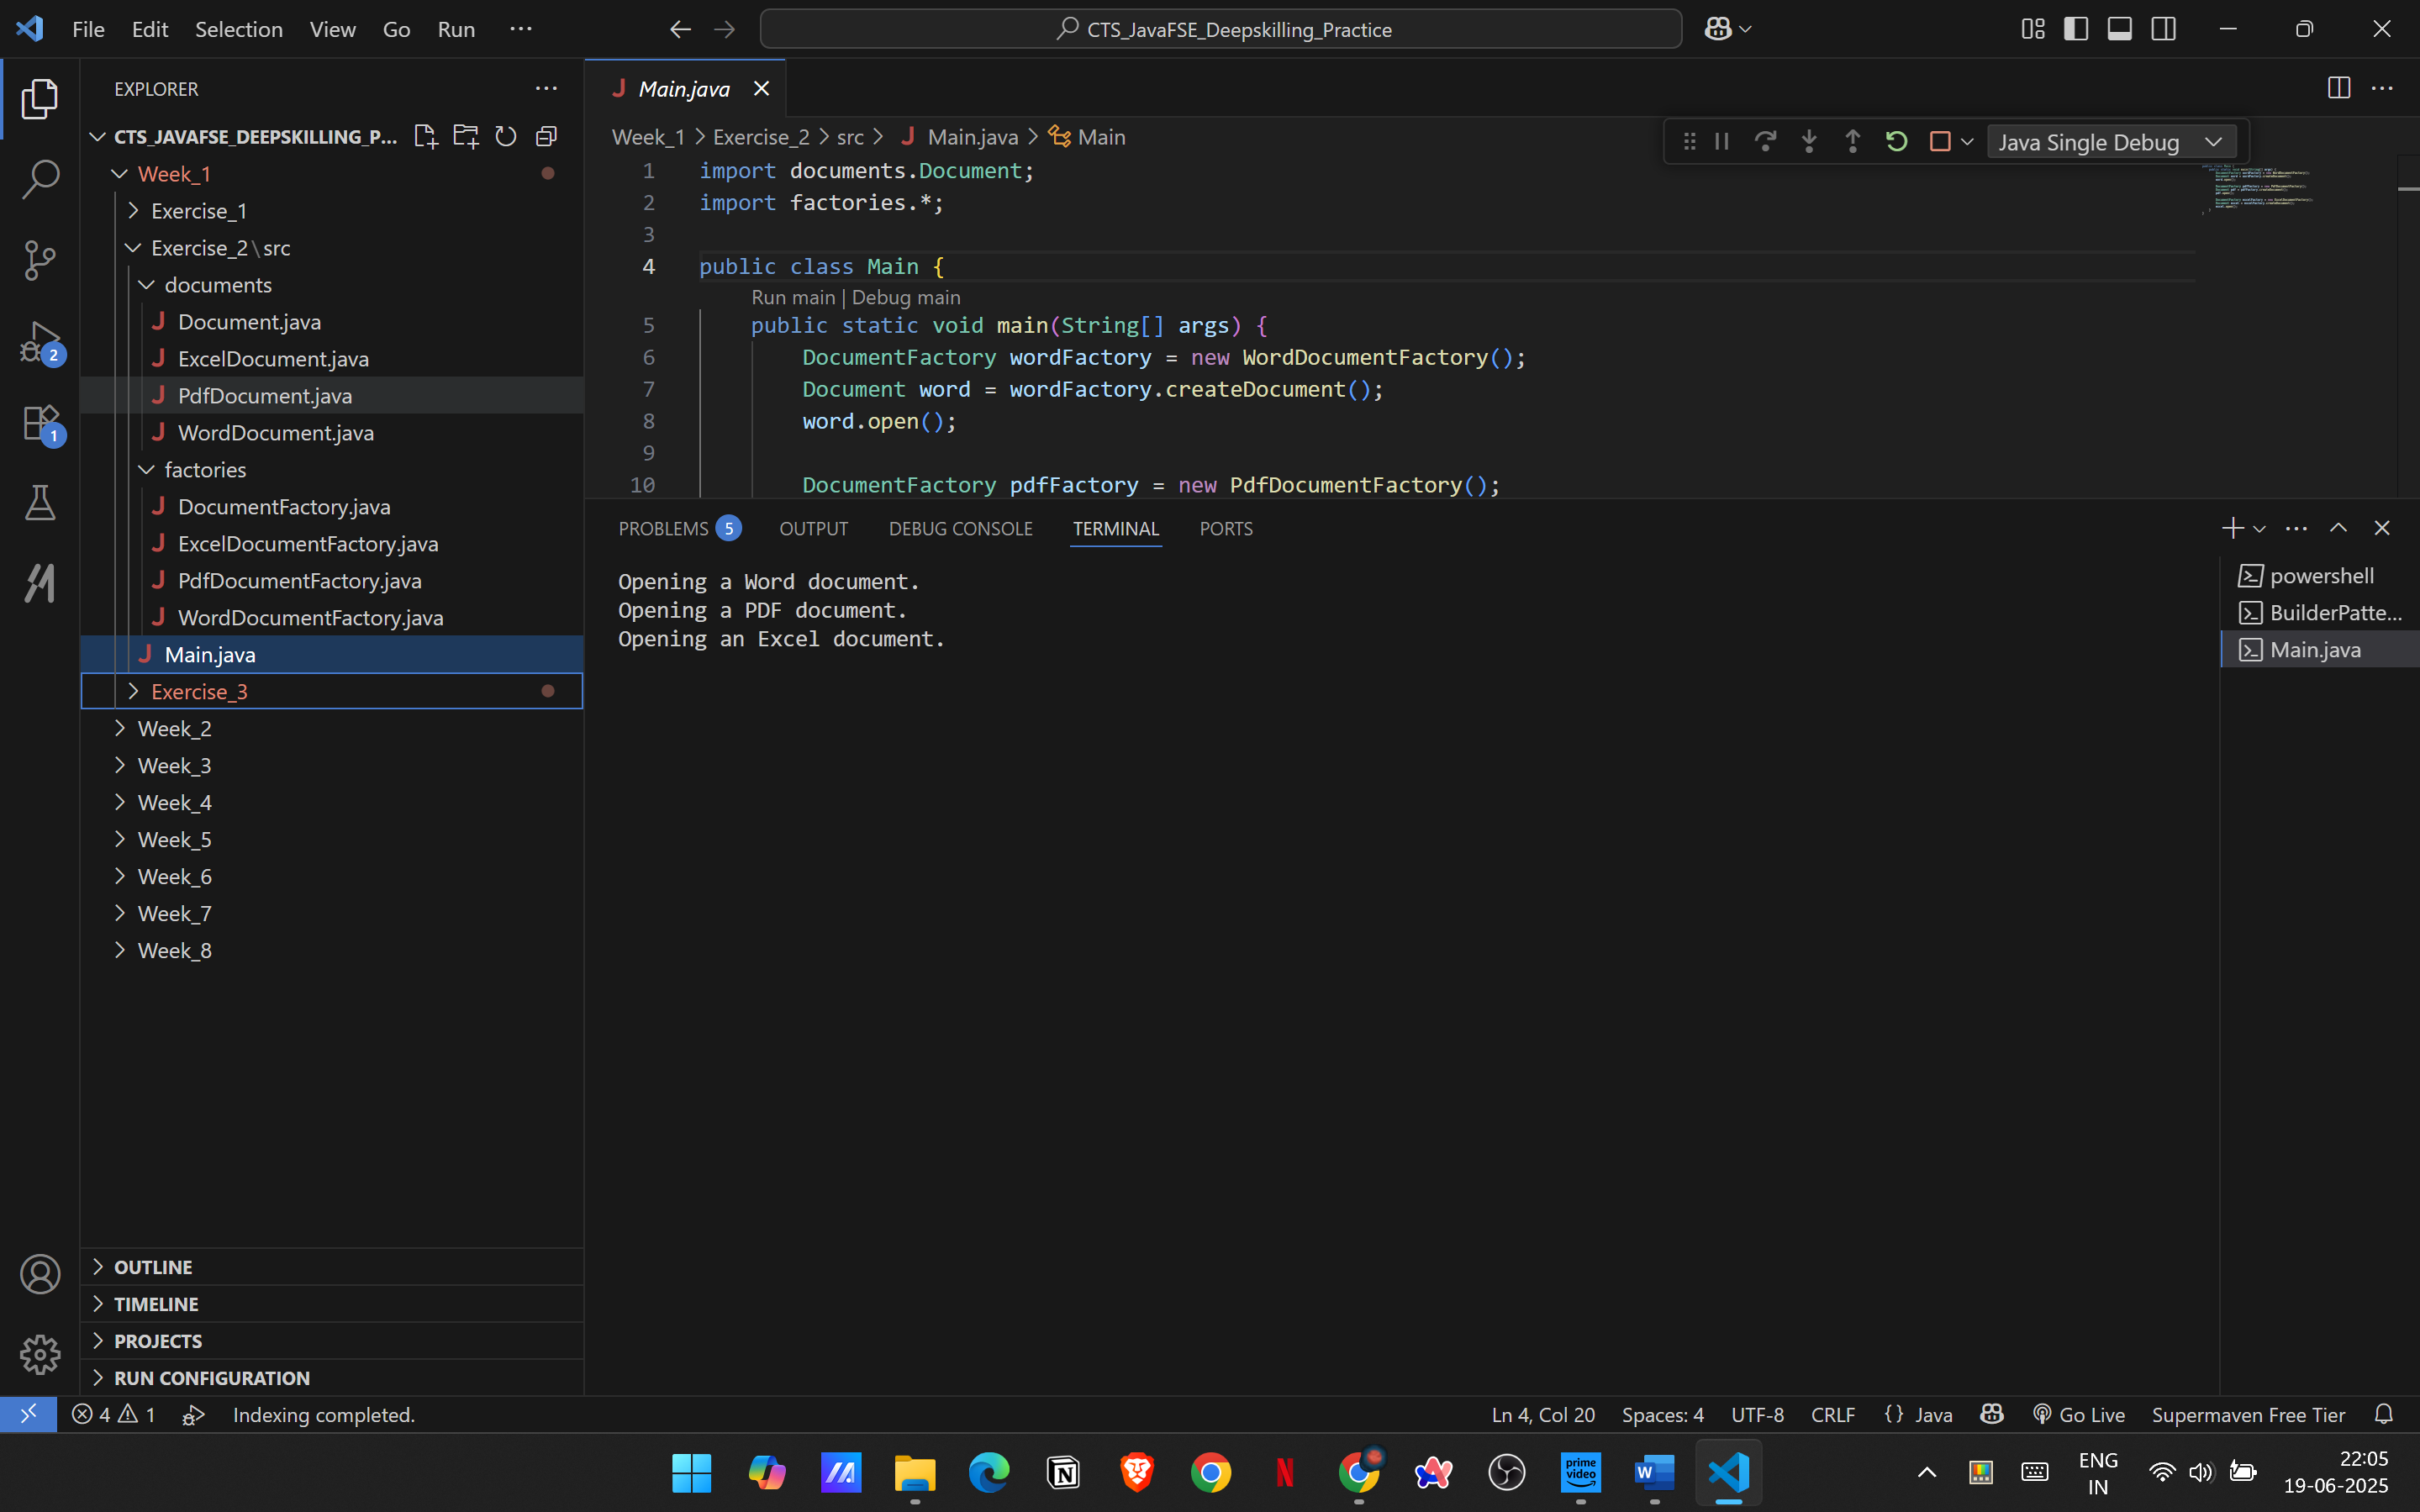 File Edit Selection View Go Run ···
CTS_JavaFSE_Deepskilling_Practice
EXPLORER
CTS_JAVAFSE_DEEPSKILLING_P...
Week_1
Exercise_1
Exercise_2\src
documents
Document.java
ExcelDocument.java
PdfDocument.java
WordDocument.java
factories
DocumentFactory.java
ExcelDocumentFactory.java
PdfDocumentFactory.java
WordDocumentFactory.java
Main.java
Exercise_3
Week_2
Week_3
Week_4
Week_5
Week_6
Week_7
Week_8
OUTLINE
TIMELINE
PROJECTS
RUN CONFIGURATION
2
1
Main.java
Week_1 > Exercise_2 > src > Main.java > Main
Java Single Debug
1 import documents.Document;
2 import factories.*;
3
4 public class Main {
Run main | Debug main
5 public static void main(String[] args) {
6 DocumentFactory wordFactory = new WordDocumentFactory();
7 Document word = wordFactory.createDocument();
8 word.open();
9
10 DocumentFactory pdfFactory = new PdfDocumentFactory();
PROBLEMS 5 OUTPUT DEBUG CONSOLE TERMINAL PORTS
Opening a Word document.
Opening a PDF document.
Opening an Excel document.
powershell
BuilderPatte...
Main.java
4 1 Indexing completed.
Ln 4, Col 20 Spaces: 4 UTF-8 CRLF {} Java Go Live Supermaven Free Tier
prime video
ENG
IN
22:05
19-06-2025